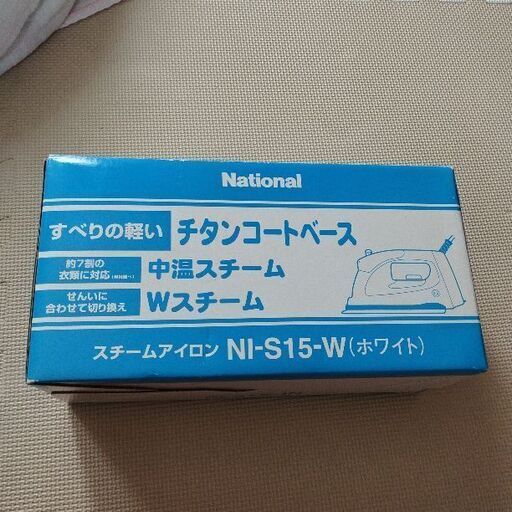 National
すべりの軽い チタンコートベース
約7割の
衣類に対応 中温スチーム
せんいに
合わせて切り換え Wスチーム
スチームアイロン NI-S15-W(ホワイト)